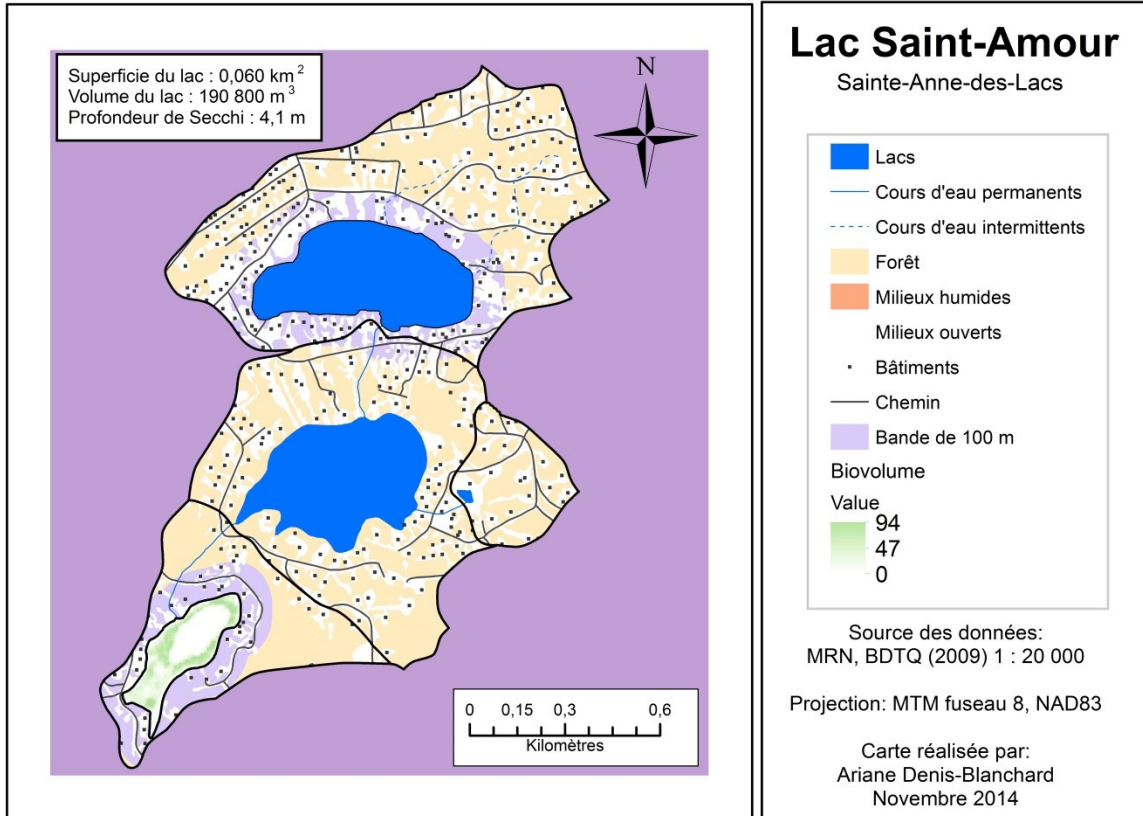 Superficie du lac : 0,060 km²
Volume du lac : 190 800 m³
Profondeur de Secchi : 4,1 m
N
0 0,15 0,3 0,6
Kilomètres
Lac Saint-Amour
Sainte-Anne-des-Lacs
Lacs
Cours d'eau permanents
Cours d'eau intermittents
Forêt
Milieux humides
Milieux ouverts
Bâtiments
Chemin
Bande de 100 m
Biovolume
Value
94
47
0
Source des données:
MRN, BDTQ (2009) 1 : 20 000
Projection: MTM fuseau 8, NAD83
Carte réalisée par:
Ariane Denis-Blanchard
Novembre 2014